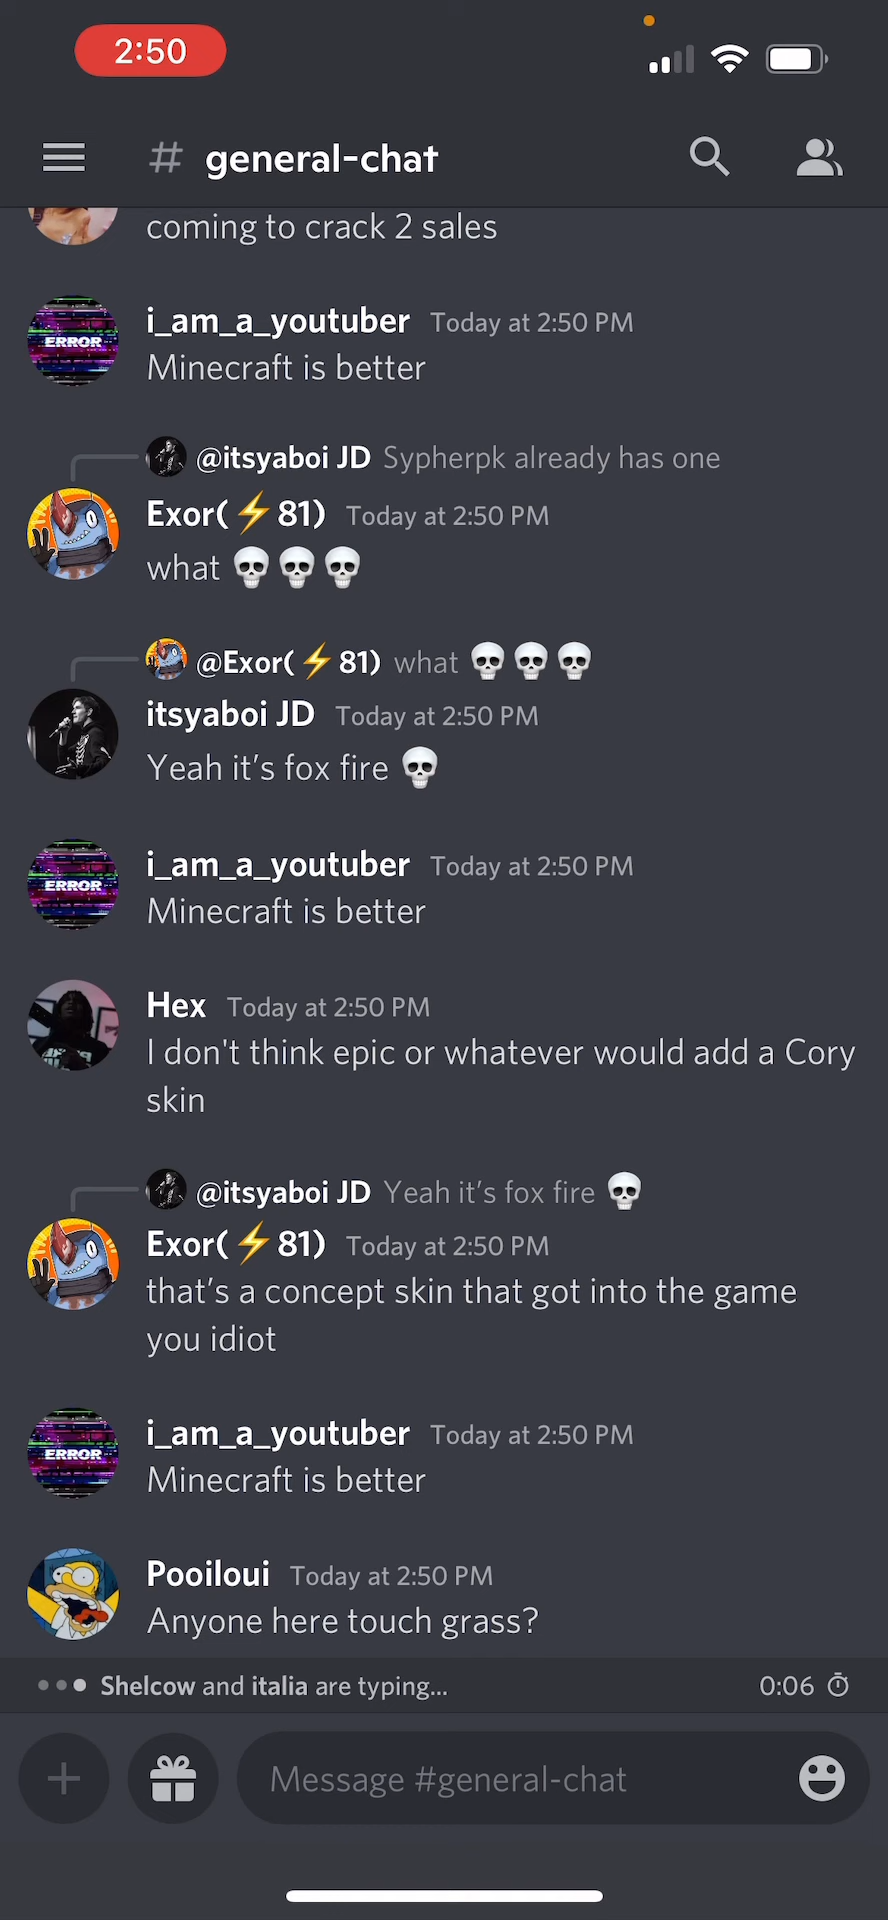 2:50
# general-chat
coming to crack 2 sales
i_am_a_youtuber Today at 2:50 PM
ERROR
Minecraft is better
@itsyaboi JD Sypherpk already has one
Exor(⚡81) Today at 2:50 PM
what 💀💀💀
@Exor(⚡81) what 💀💀💀
itsyaboi JD Today at 2:50 PM
Yeah it’s fox fire 💀
i_am_a_youtuber Today at 2:50 PM
ERROR
Minecraft is better
Hex Today at 2:50 PM
I don't think epic or whatever would add a Cory
skin
@itsyaboi JD Yeah it’s fox fire 💀
Exor(⚡81) Today at 2:50 PM
that’s a concept skin that got into the game
you idiot
i_am_a_youtuber Today at 2:50 PM
ERROR
Minecraft is better
Pooiloui Today at 2:50 PM
Anyone here touch grass?
Shelcow and italia are typing... 0:06
Message #general-chat